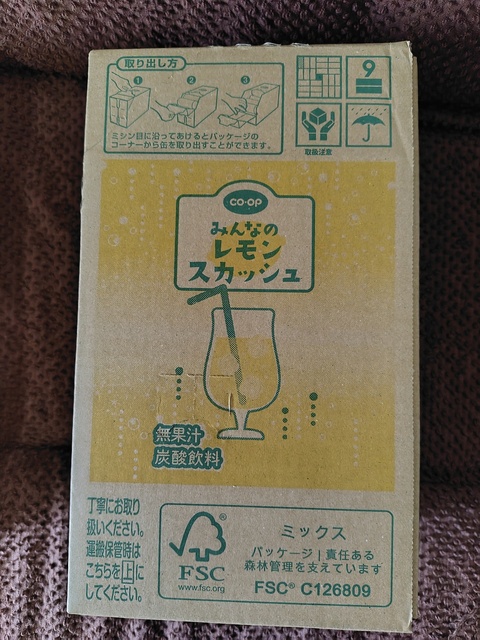 取り出し方
1
2
3
ミシン目に沿ってあけるとパッケージの
コーナーから缶を取り出すことができます。
9
取扱注意
CO·OP
みんなの
レモン
スカッシュ
無果汁
炭酸飲料
丁寧にお取り
扱いください。
運搬保管時は
こちらを上に
してください。
FSC®
www.fsc.org
ミックス
パッケージ|責任ある
森林管理を支えています
FSC® C126809